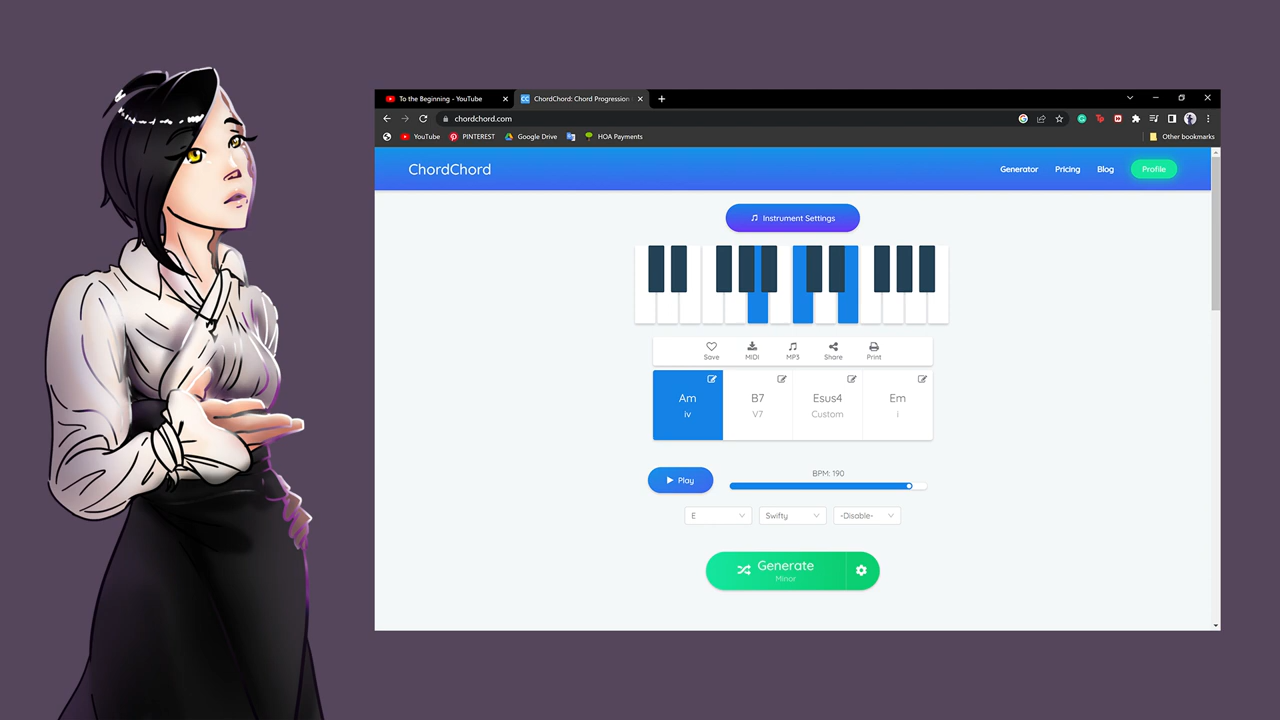 To the Beginning - YouTube
ChordChord: Chord Progression
chordchord.com
YouTube
PINTEREST
Google Drive
HOA Payments
Other bookmarks
ChordChord
Generator
Pricing
Blog
Profile
Instrument Settings
Save
MIDI
MP3
Share
Print
Am
B7
Esus4
Em
iv
V7
Custom
i
BPM: 190
Play
E
Swifty
-Disable-
Generate
Minor